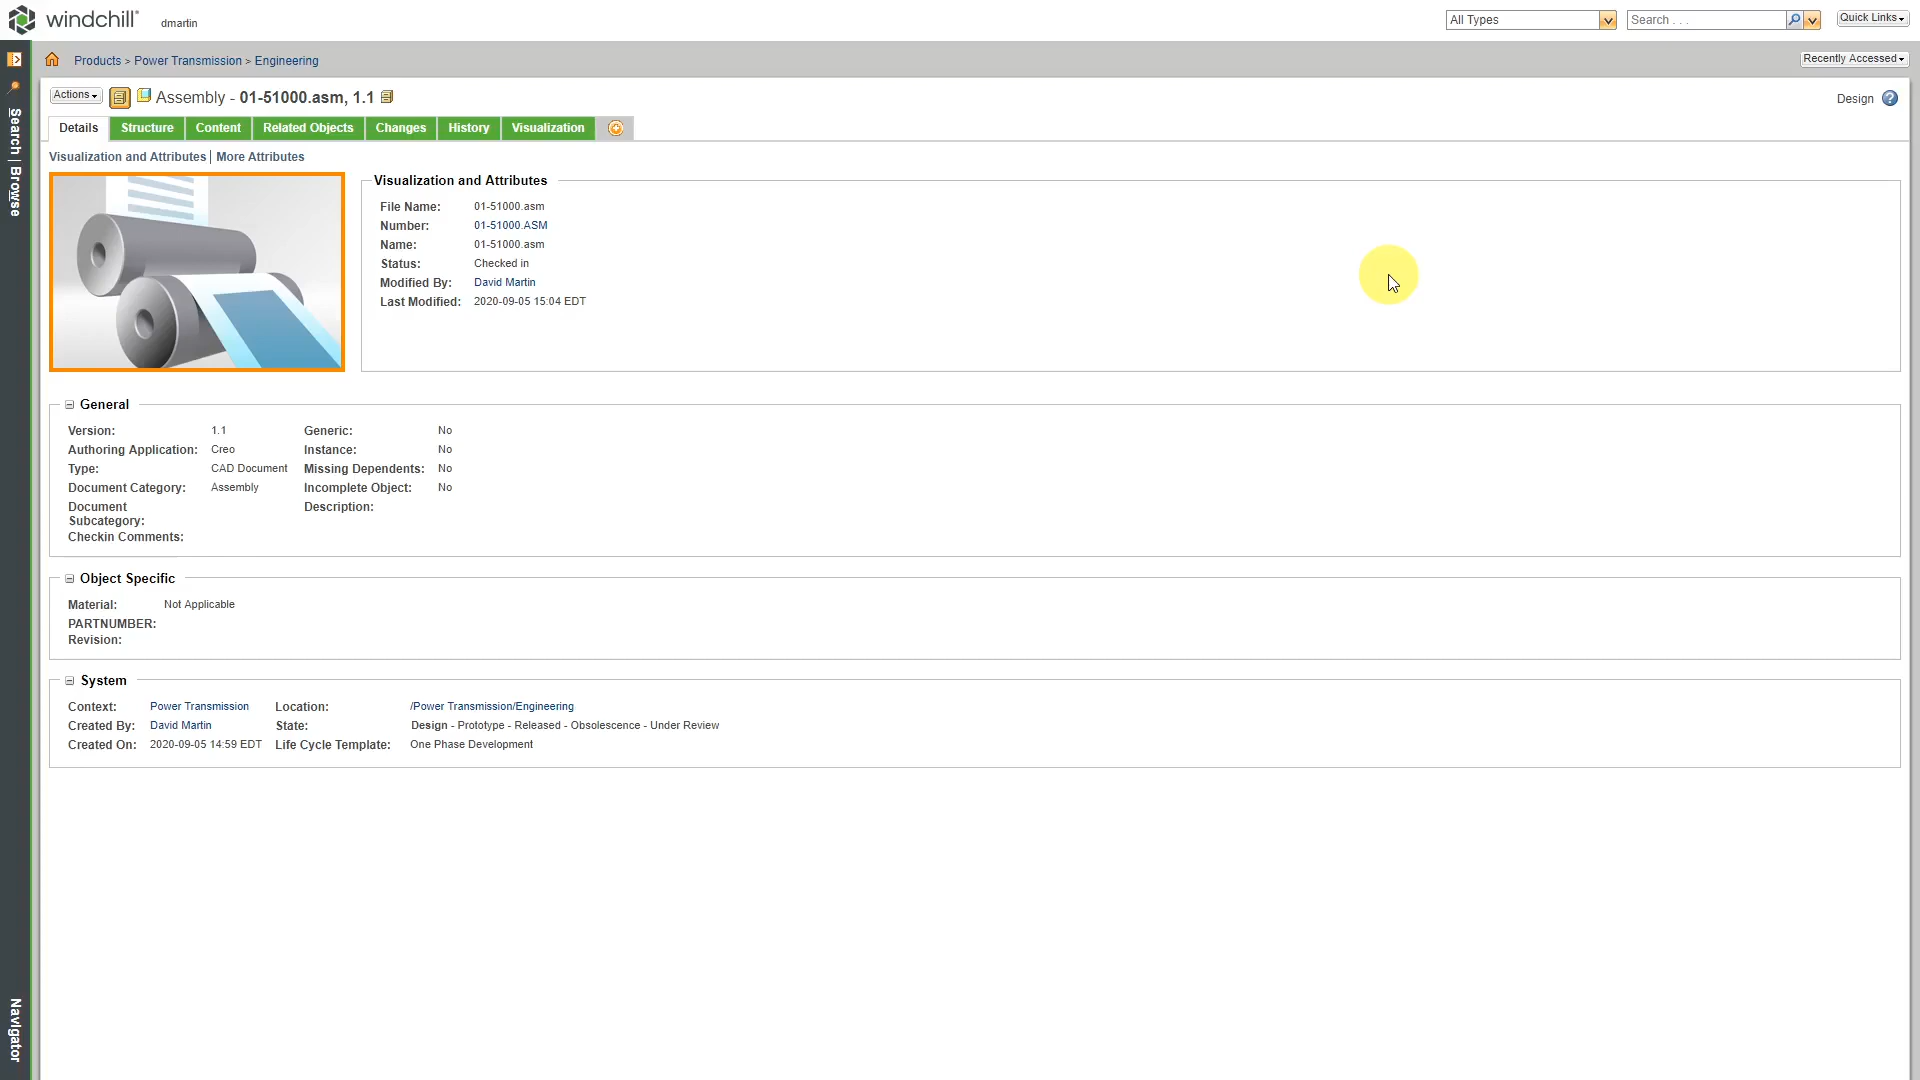 windchill® dmartin All Types Search . . . Quick Links
Products > Power Transmission > Engineering Recently Accessed
Actions Assembly - 01-51000.asm, 1.1 Design ?
Details Structure Content Related Objects Changes History Visualization
Visualization and Attributes | More Attributes
Visualization and Attributes
File Name: 01-51000.asm
Number: 01-51000.ASM
Name: 01-51000.asm
Status: Checked in
Modified By: David Martin
Last Modified: 2020-09-05 15:04 EDT
General
Version: 1.1 Generic: No
Authoring Application: Creo Instance: No
Type: CAD Document Missing Dependents: No
Document Category: Assembly Incomplete Object: No
Document Description:
Subcategory:
Checkin Comments:
Object Specific
Material: Not Applicable
PARTNUMBER:
Revision:
System
Context: Power Transmission Location: /Power Transmission/Engineering
Created By: David Martin State: Design - Prototype - Released - Obsolescence - Under Review
Created On: 2020-09-05 14:59 EDT Life Cycle Template: One Phase Development
Search | Browse
Navigator